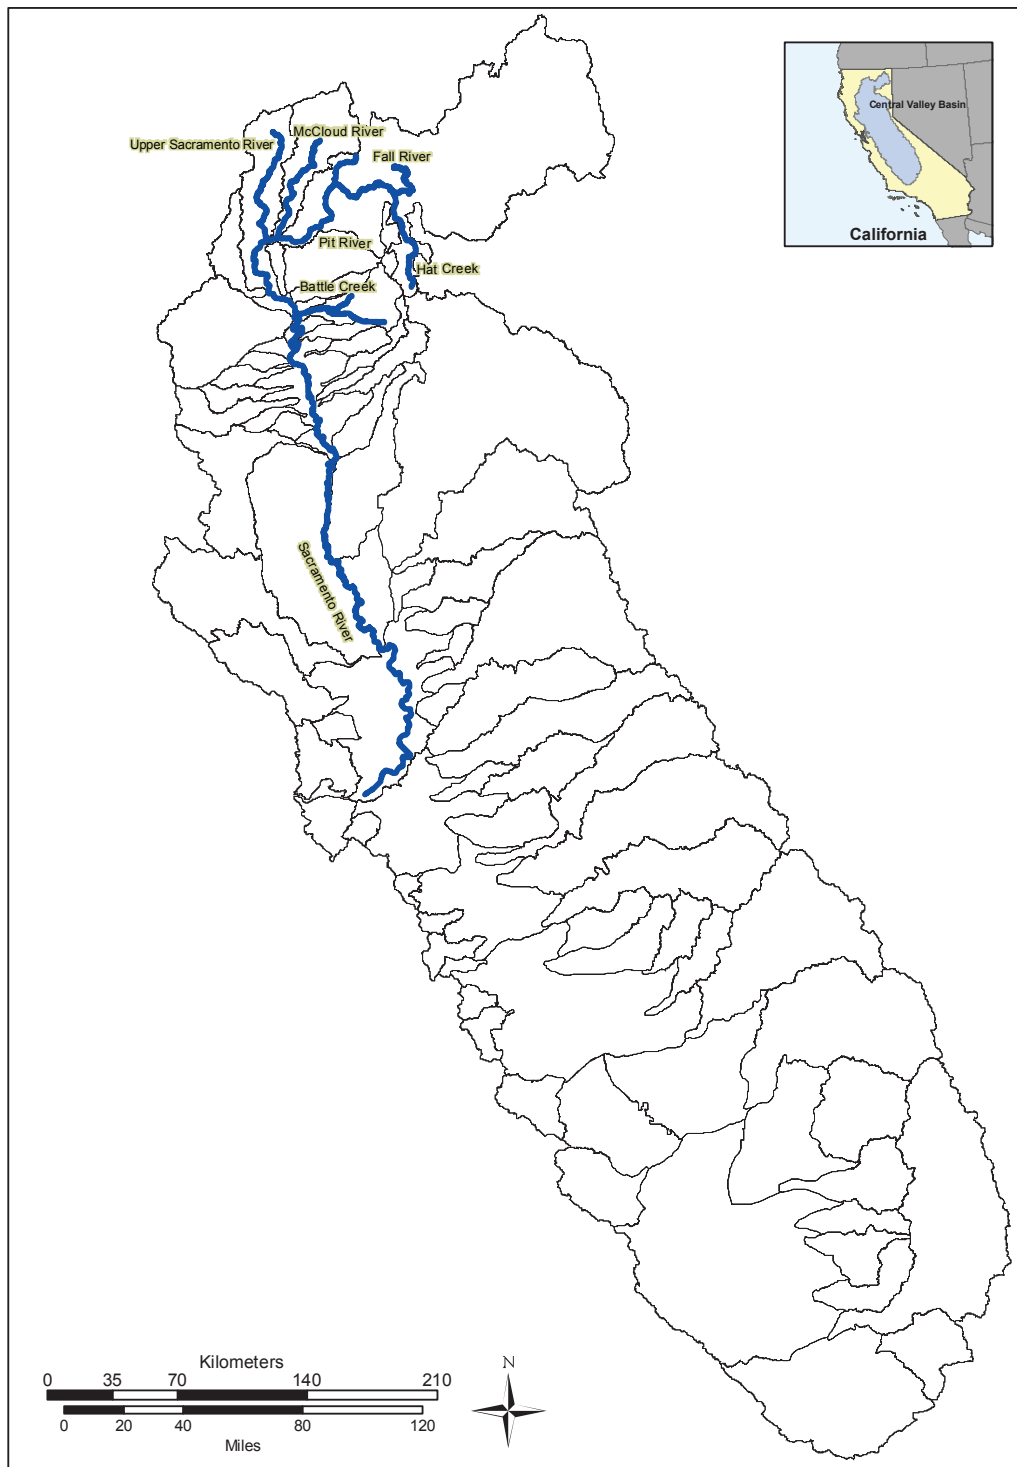 Central Valley Basin
California
McCloud River
Upper Sacramento River
Fall River
Pit River
Hat Creek
Battle Creek
Sacramento River
Kilometers
0 35 70 140 210
0 20 40 80 120
Miles
N